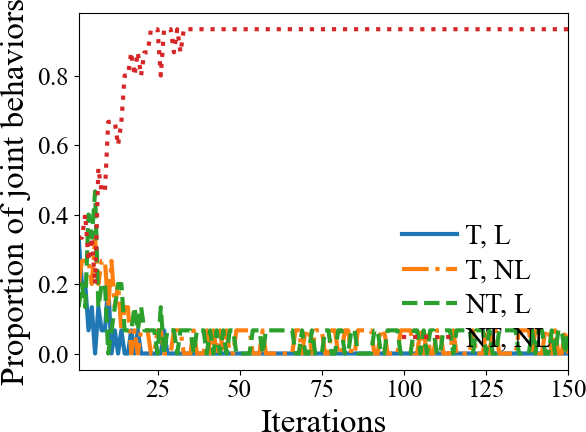 Proportion of joint behaviors
0.8
0.6
0.4
0.2
0.0
T, L
T, NL
NT, L
NT, NL
25 50 75 100 125 150
Iterations